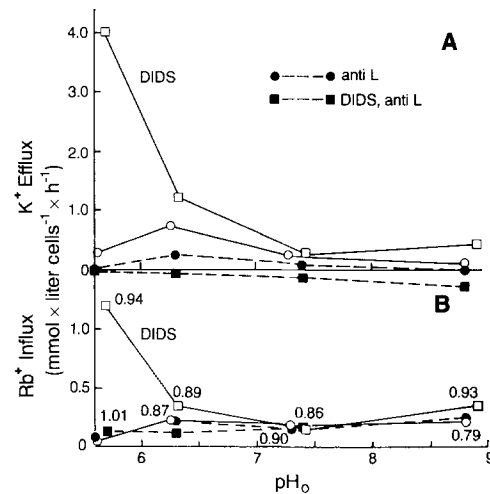 A
4.0
DIDS
anti L
DIDS, anti L
3.0
2.0
1.0
0
K⁺ Efflux
Rb⁺ Influx
(mmol × liter cells⁻¹ × h⁻¹)
B
0.94
DIDS
1.0
0.5
0
1.01
0.87
0.89
0.86
0.90
0.93
0.79
6
7
8
9
pHₒ